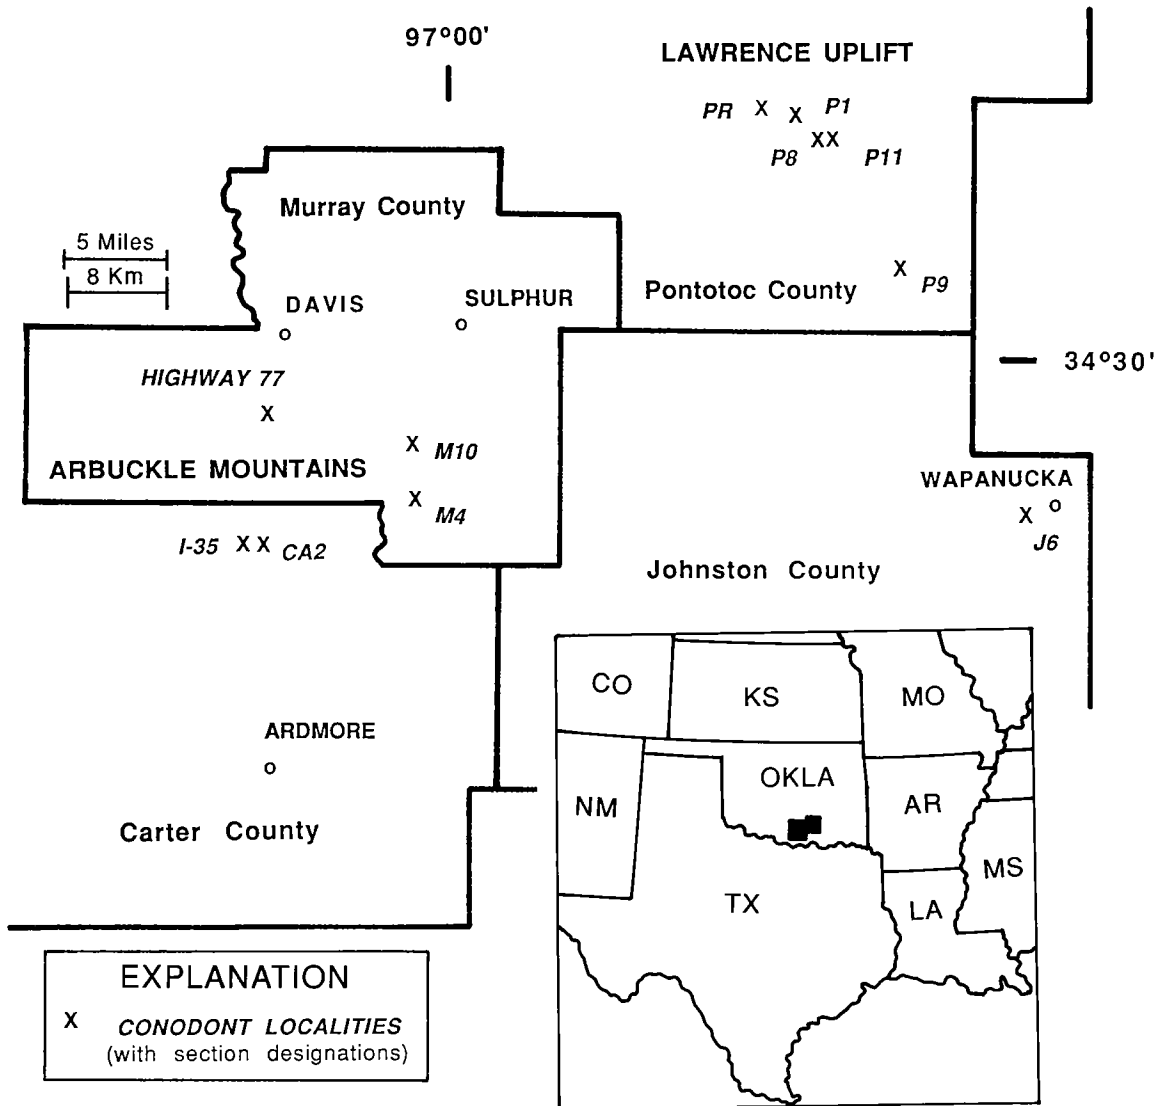 97°00'
LAWRENCE UPLIFT
PR X X P1
P8 XX P11
Murray County
5 Miles
8 Km
X P9
Pontotoc County
DAVIS
SULPHUR
34°30'
HIGHWAY 77
X
X M10
ARBUCKLE MOUNTAINS
X M4
WAPANUCKA
X
J6
I-35 XX CA2
Johnston County
CO
KS
MO
ARDMORE
OKLA
NM
AR
Carter County
MS
TX
LA
EXPLANATION
X CONODONT LOCALITIES
(with section designations)